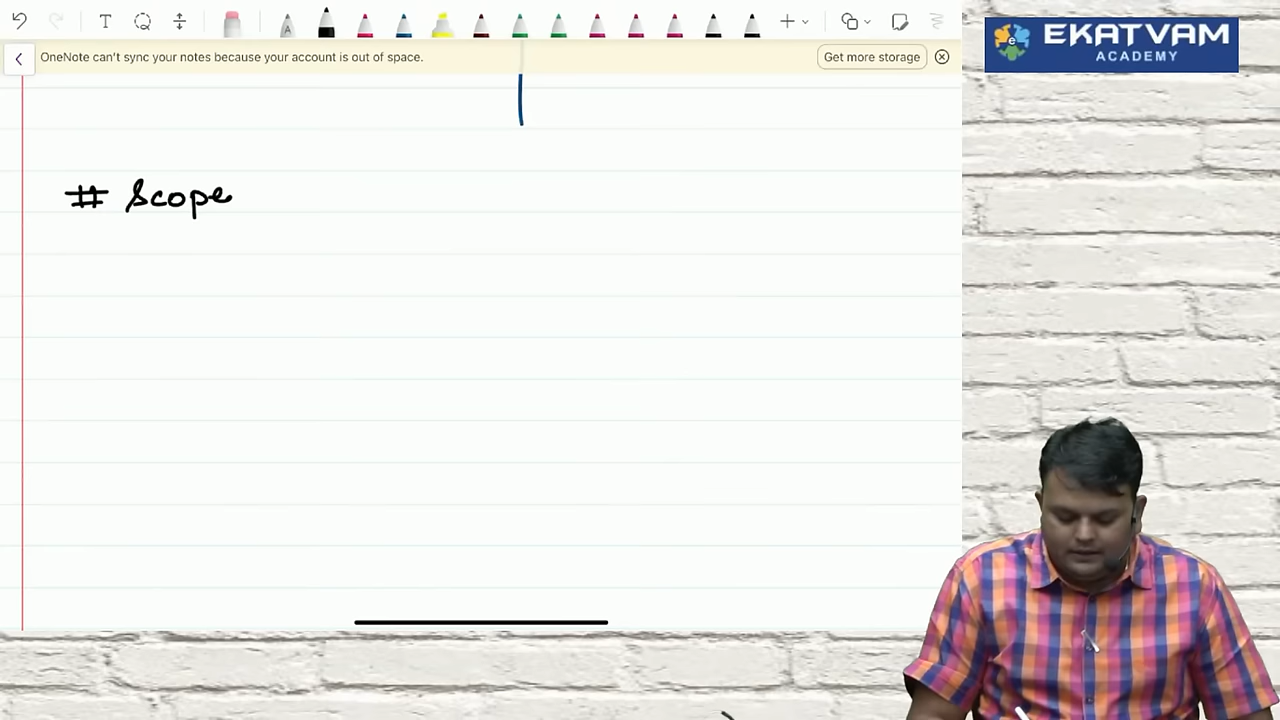 OneNote can't sync your notes because your account is out of space.
Get more storage
# Scope
EKATVAM
ACADEMY